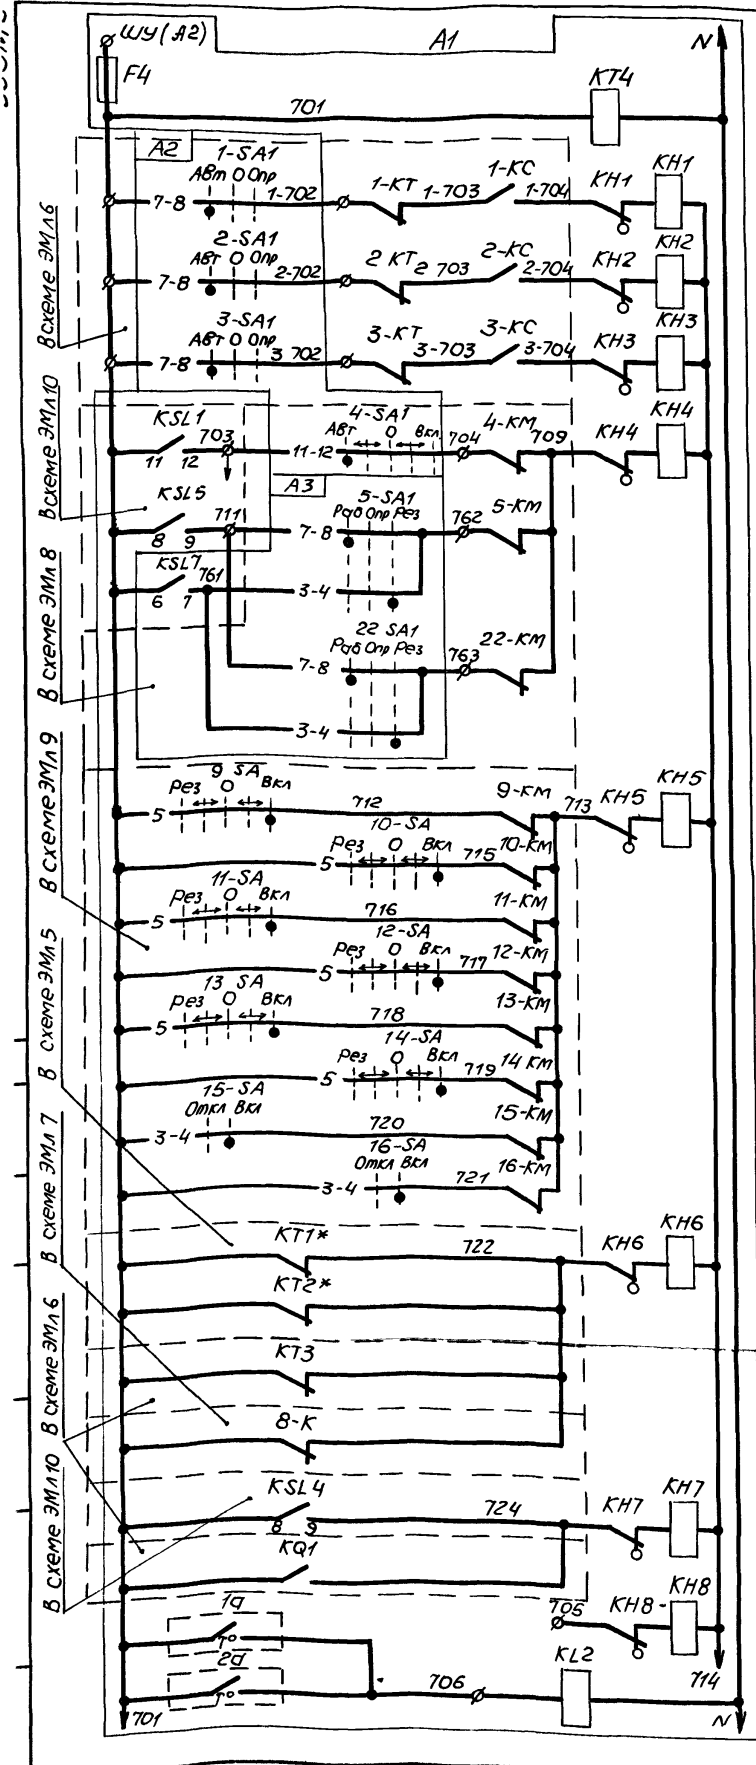 ШУ(А2)
А1
N
F4
КТ4
701
А2
1-SA1
Авт О Опр
7-8
1-702
1-КТ
1-703
1-КС
1-704
КН1
КН1
2-SA1
Авт О Опр
7-8
2-702
2 КТ
2 703
2-КС
2-704
КН2
КН2
3-SA1
Авт О Опр
7-8
3 702
3-КТ
3-703
3-КС
3-704
КН3
КН3
В схеме ЭМл6
KSL1
703
11 12
11-12
4-SA1
Авт О Вкл
704
4-КМ
709
КН4
КН4
В схеме ЭМл10
А3
KSL5
711
8 9
7-8
5-SA1
Раб Опр Рез
762
5-КМ
KSL7
761
6 7
3-4
22 SA1
Раб Опр Рез
7-8
763
22-КМ
3-4
В схеме ЭМл8
9 SA
Рез О Вкл
5
712
9-КМ
713
КН5
КН5
10-SA
Рез О Вкл
5
715
10-КМ
11-SA
Рез О Вкл
5
716
11-КМ
12-SA
Рез О Вкл
5
717
12-КМ
13 SA
Рез О Вкл
5
718
13-КМ
14-SA
Рез О Вкл
5
719
14 КМ
15-SA
Откл Вкл
3-4
720
15-КМ
16-SA
Откл Вкл
3-4
721
16-КМ
В схеме ЭМл9
В схеме ЭМл5
КТ1*
722
КН6
КН6
КТ2*
КТ3
8-К
В схеме ЭМл7
В схеме ЭМл6
KSL4
8 9
724
КН7
КН7
KQ1
В схеме ЭМл10
1а
Т°
705
КН8-
КН8
2а
Т°
706
KL2
714
701
N